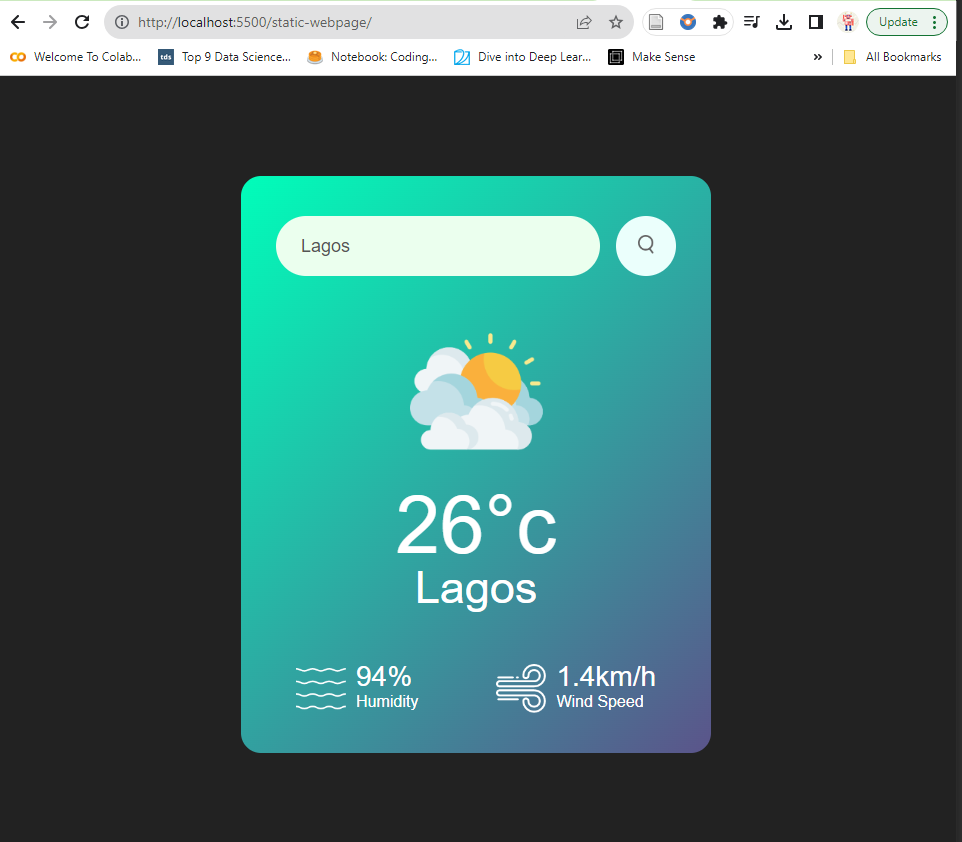 http://localhost:5500/static-webpage/
Update
Welcome To Colab...
tds
Top 9 Data Science...
Notebook: Coding...
Dive into Deep Lear...
Make Sense
»
All Bookmarks
Lagos
26°c
Lagos
94%
1.4km/h
Humidity
Wind Speed